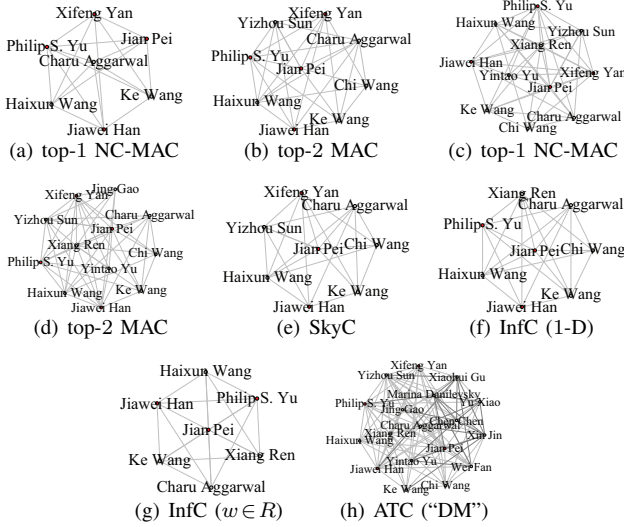 Xifeng Yan
Philip S. Yu
Jian Pei
Charu Aggarwal
Haixun Wang
Ke Wang
Jiawei Han
(a) top-1 NC-MAC
Xifeng Yan
Yizhou Sun
Charu Aggarwal
Philip S. Yu
Jian Pei
Chi Wang
Haixun Wang
Ke Wang
Jiawei Han
(b) top-2 MAC
Philip S. Yu
Haixun Wang
Yizhou Sun
Xiang Ren
Jiawei Han
Yintao Yu
Xifeng Yan
Jian Pei
Ke Wang
Charu Aggarwal
Chi Wang
(c) top-1 NC-MAC
Jing Gao
Xifeng Yan
Yizhou Sun
Charu Aggarwal
Jian Pei
Xiang Ren
Chi Wang
Philip S. Yu
Yintao Yu
Haixun Wang
Ke Wang
Jiawei Han
(d) top-2 MAC
Xifeng Yan
Charu Aggarwal
Yizhou Sun
Jian Pei
Chi Wang
Haixun Wang
Ke Wang
Jiawei Han
(e) SkyC
Xiang Ren
Charu Aggarwal
Philip S. Yu
Jian Pei
Chi Wang
Haixun Wang
Ke Wang
Jiawei Han
(f) InfC (1-D)
Haixun Wang
Jiawei Han
Philip S. Yu
Jian Pei
Ke Wang
Xiang Ren
Charu Aggarwal
(g) InfC (w ∈ R)
Xifeng Yan
Yizhou Sun
Xiaohui Gu
Marina Danilevsky
Philip S. Yu
Yu Xiao
Jing Gao
Chen Chen
Charu Aggarwal
Xiang Ren
Xin Jin
Haixun Wang
Jian Pei
Yintao Yu
Wei Fan
Jiawei Han
Chi Wang
Ke Wang
(h) ATC (“DM”)